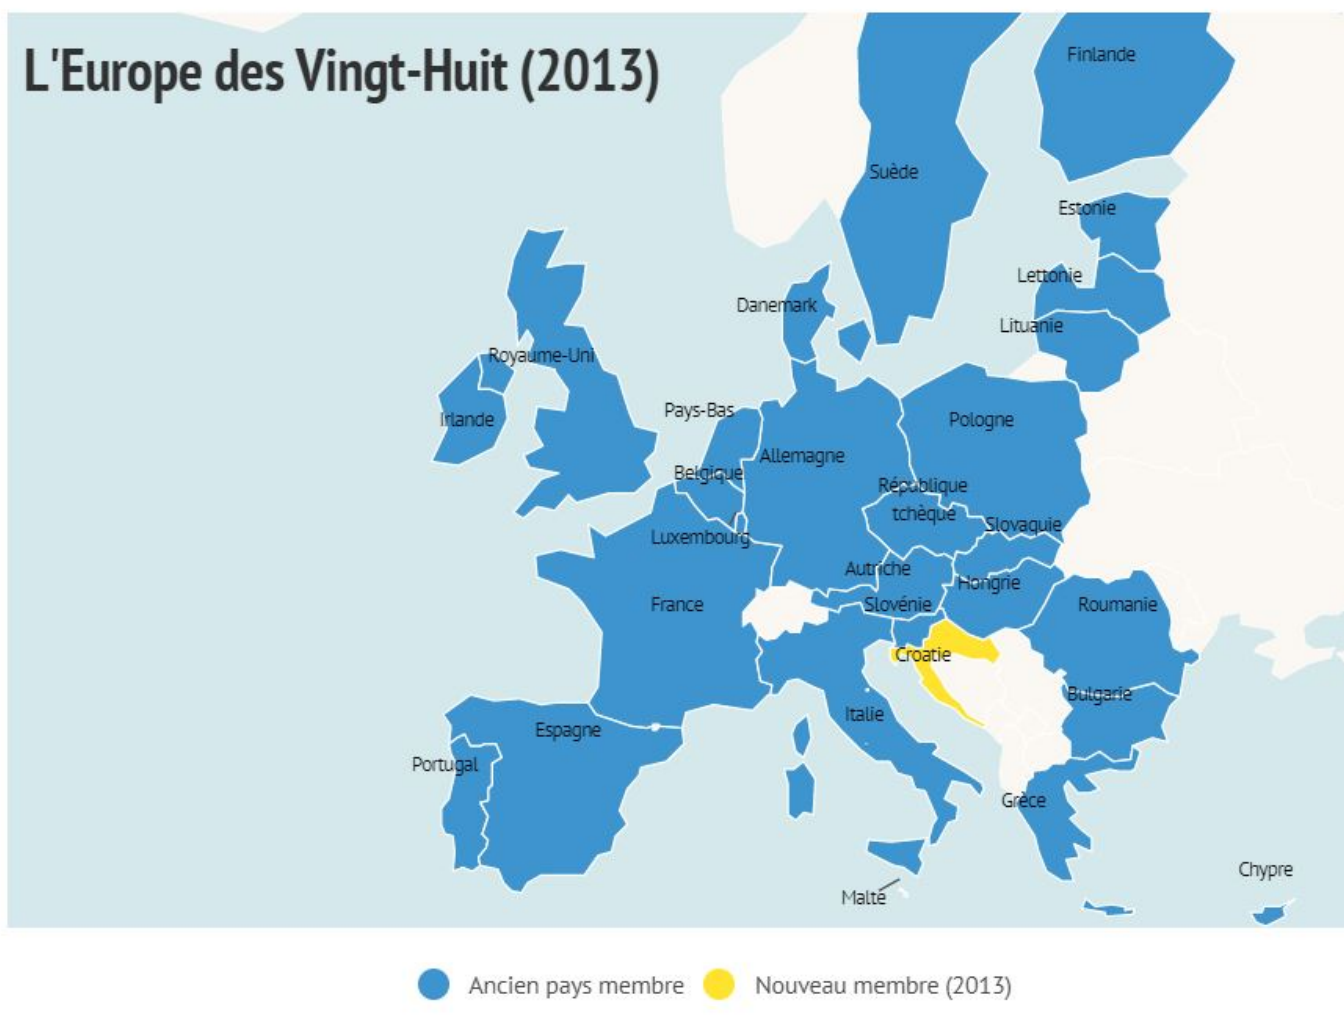 L'Europe des Vingt-Huit (2013)
Finlande
Suède
Estonie
Lettonie
Danemark
Lituanie
Royaume-Uni
Pays-Bas
Irlande
Pologne
Allemagne
Belgique
République
tchèque
Slovaquie
Luxembourg
Autriche
Hongrie
France
Slovénie
Roumanie
Croatie
Bulgarie
Italie
Espagne
Portugal
Grèce
Chypre
Malte
Ancien pays membre
Nouveau membre (2013)